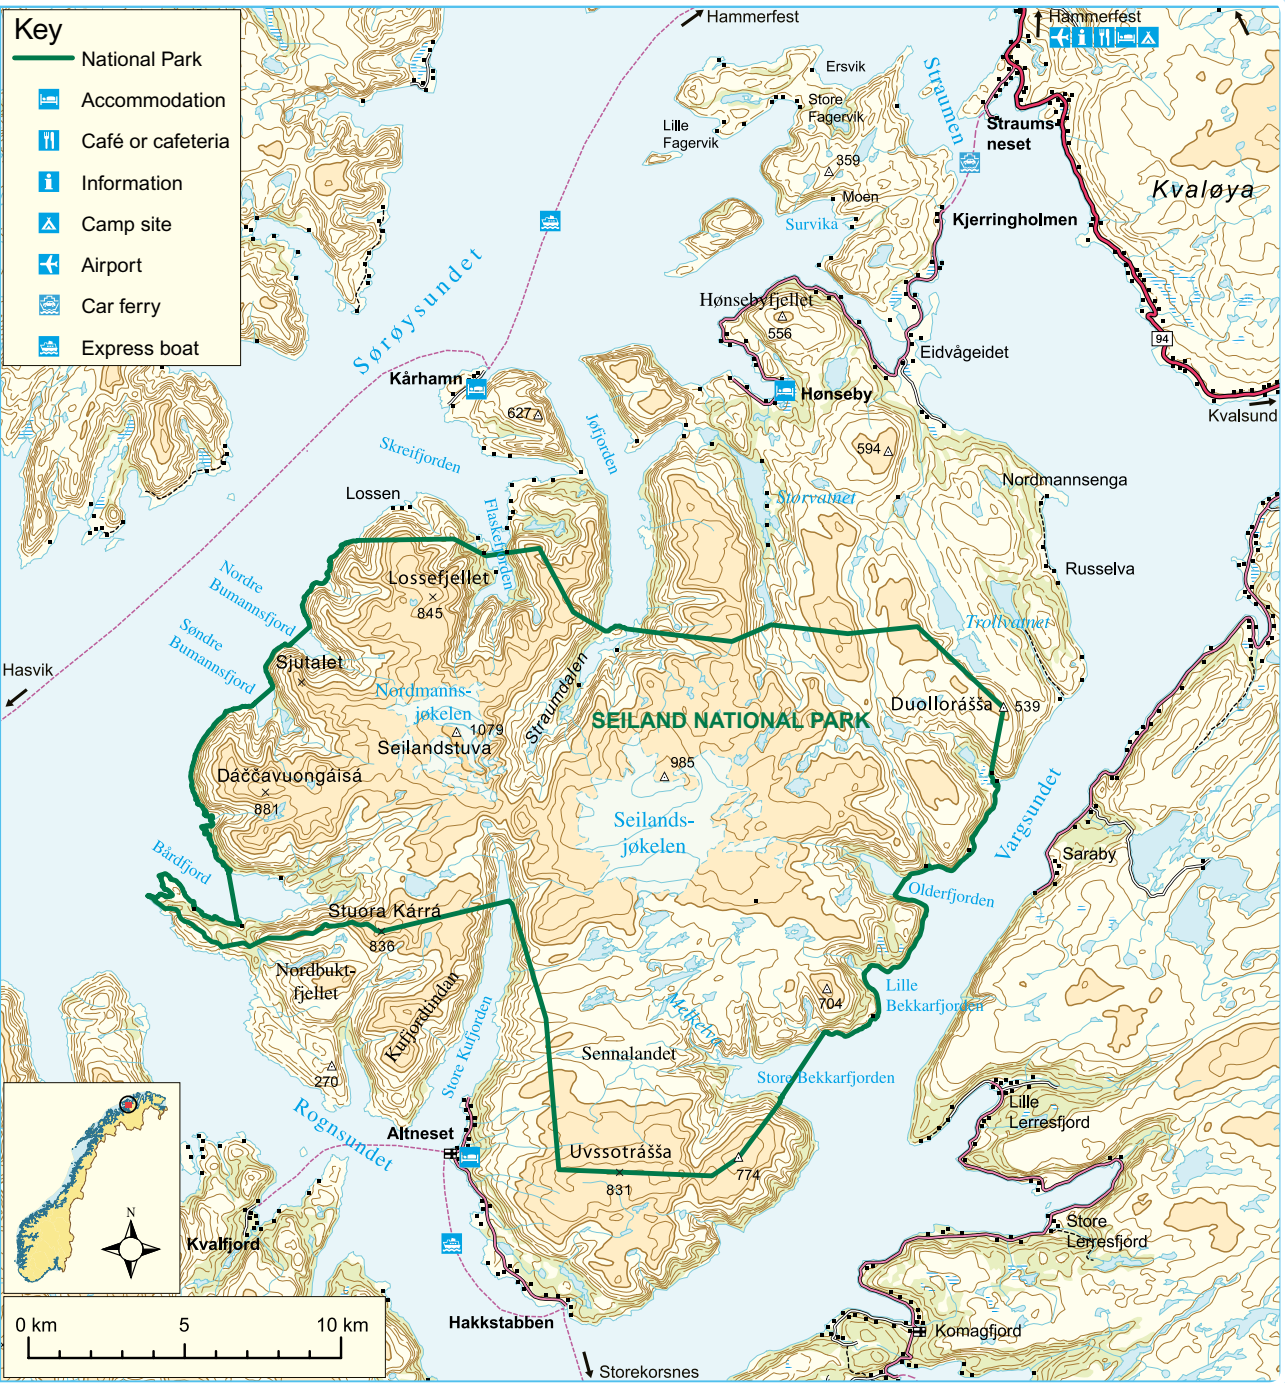 Key
National Park
Accommodation
Café or cafeteria
Information
Camp site
Airport
Car ferry
Express boat
Hammerfest
Hammerfest
Ersvik
Store
Fagervik
Lille
Fagervik
359
Moen
Survika
Straumen
Straums-
neset
Kvaløya
Kjerringholmen
Sørøysundet
Hønsebyfjellet
556
Eidvågeidet
94
Kvalsund
Kårhamn
627
Hønseby
Jøfjorden
Skreifjorden
594
Lossen
Flaskefjorden
Storvatnet
Nordmannsenga
Russelva
Lossefjellet
845
Nordre
Bumannsfjord
Søndre
Bumannsfjord
Trollvatnet
Hasvik
Sjutalet
Nordmanns-
jøkelen
Straumdalen
1079
Seilandstuva
SEILAND NATIONAL PARK
Duollorášša
539
Dáččavuongáisá
881
985
Seilands-
jøkelen
Vargsundet
Bårdfjord
Saraby
Olderfjorden
Stuora Kárrá
836
Nordbukt-
fjellet
Kufjordtindan
Store Kufjorden
704
Lille
Bekkarfjorden
Melkelva
Sennalandet
Store Bekkarfjorden
270
Rognsundet
Lille
Lerresfjord
Altneset
Uvssotrášša
831
774
N
Kvalfjord
Store
Lerresfjord
Hakkstabben
Komagfjord
0 km
5
10 km
Storekorsnes